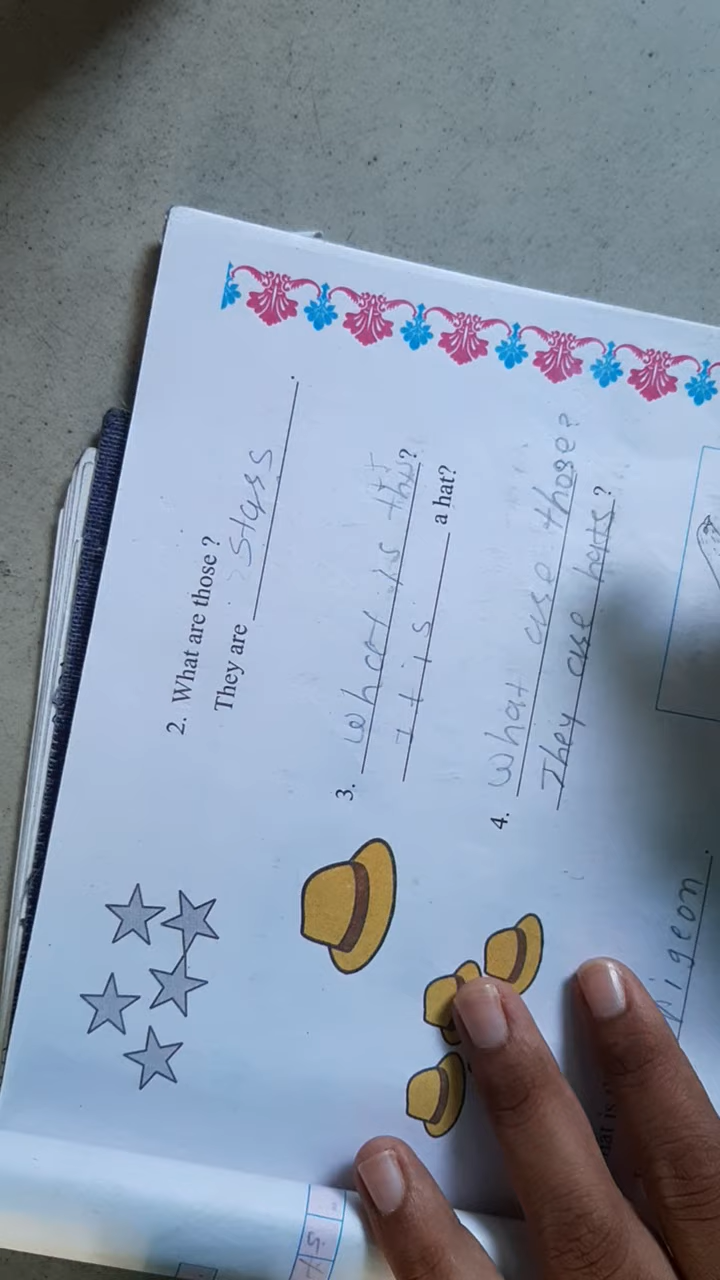 2. What are those ?
They are stars.
3. What is this?
It is a hat?
4. What are those?
They are hats?
pigeon.